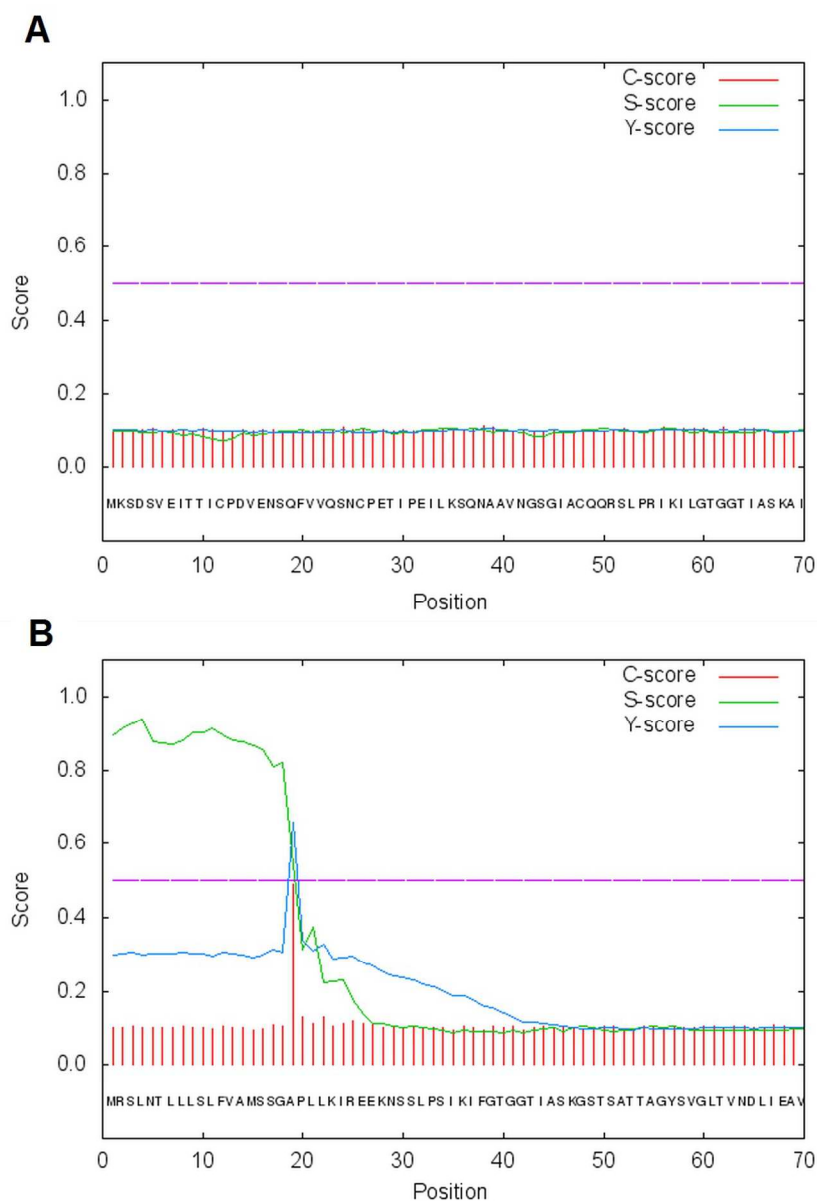 A
C-score
S-score
Y-score
1.0
0.8
0.6
0.4
0.2
0.0
Score
MKSDSVEITTICPDVENSQFVVQSNCPETIPEILKSQNAAVNGSGIACQQRSLPRIKILGTGGTIASKAI
0 10 20 30 40 50 60 70
Position
B
C-score
S-score
Y-score
1.0
0.8
0.6
0.4
0.2
0.0
Score
MRSLNTLLLSLFVAMSSGAPLLKIREEKNSSLPSIKIFGTGGTIASKGSTSATTAGYSVGLTVNDLIEAV
0 10 20 30 40 50 60 70
Position